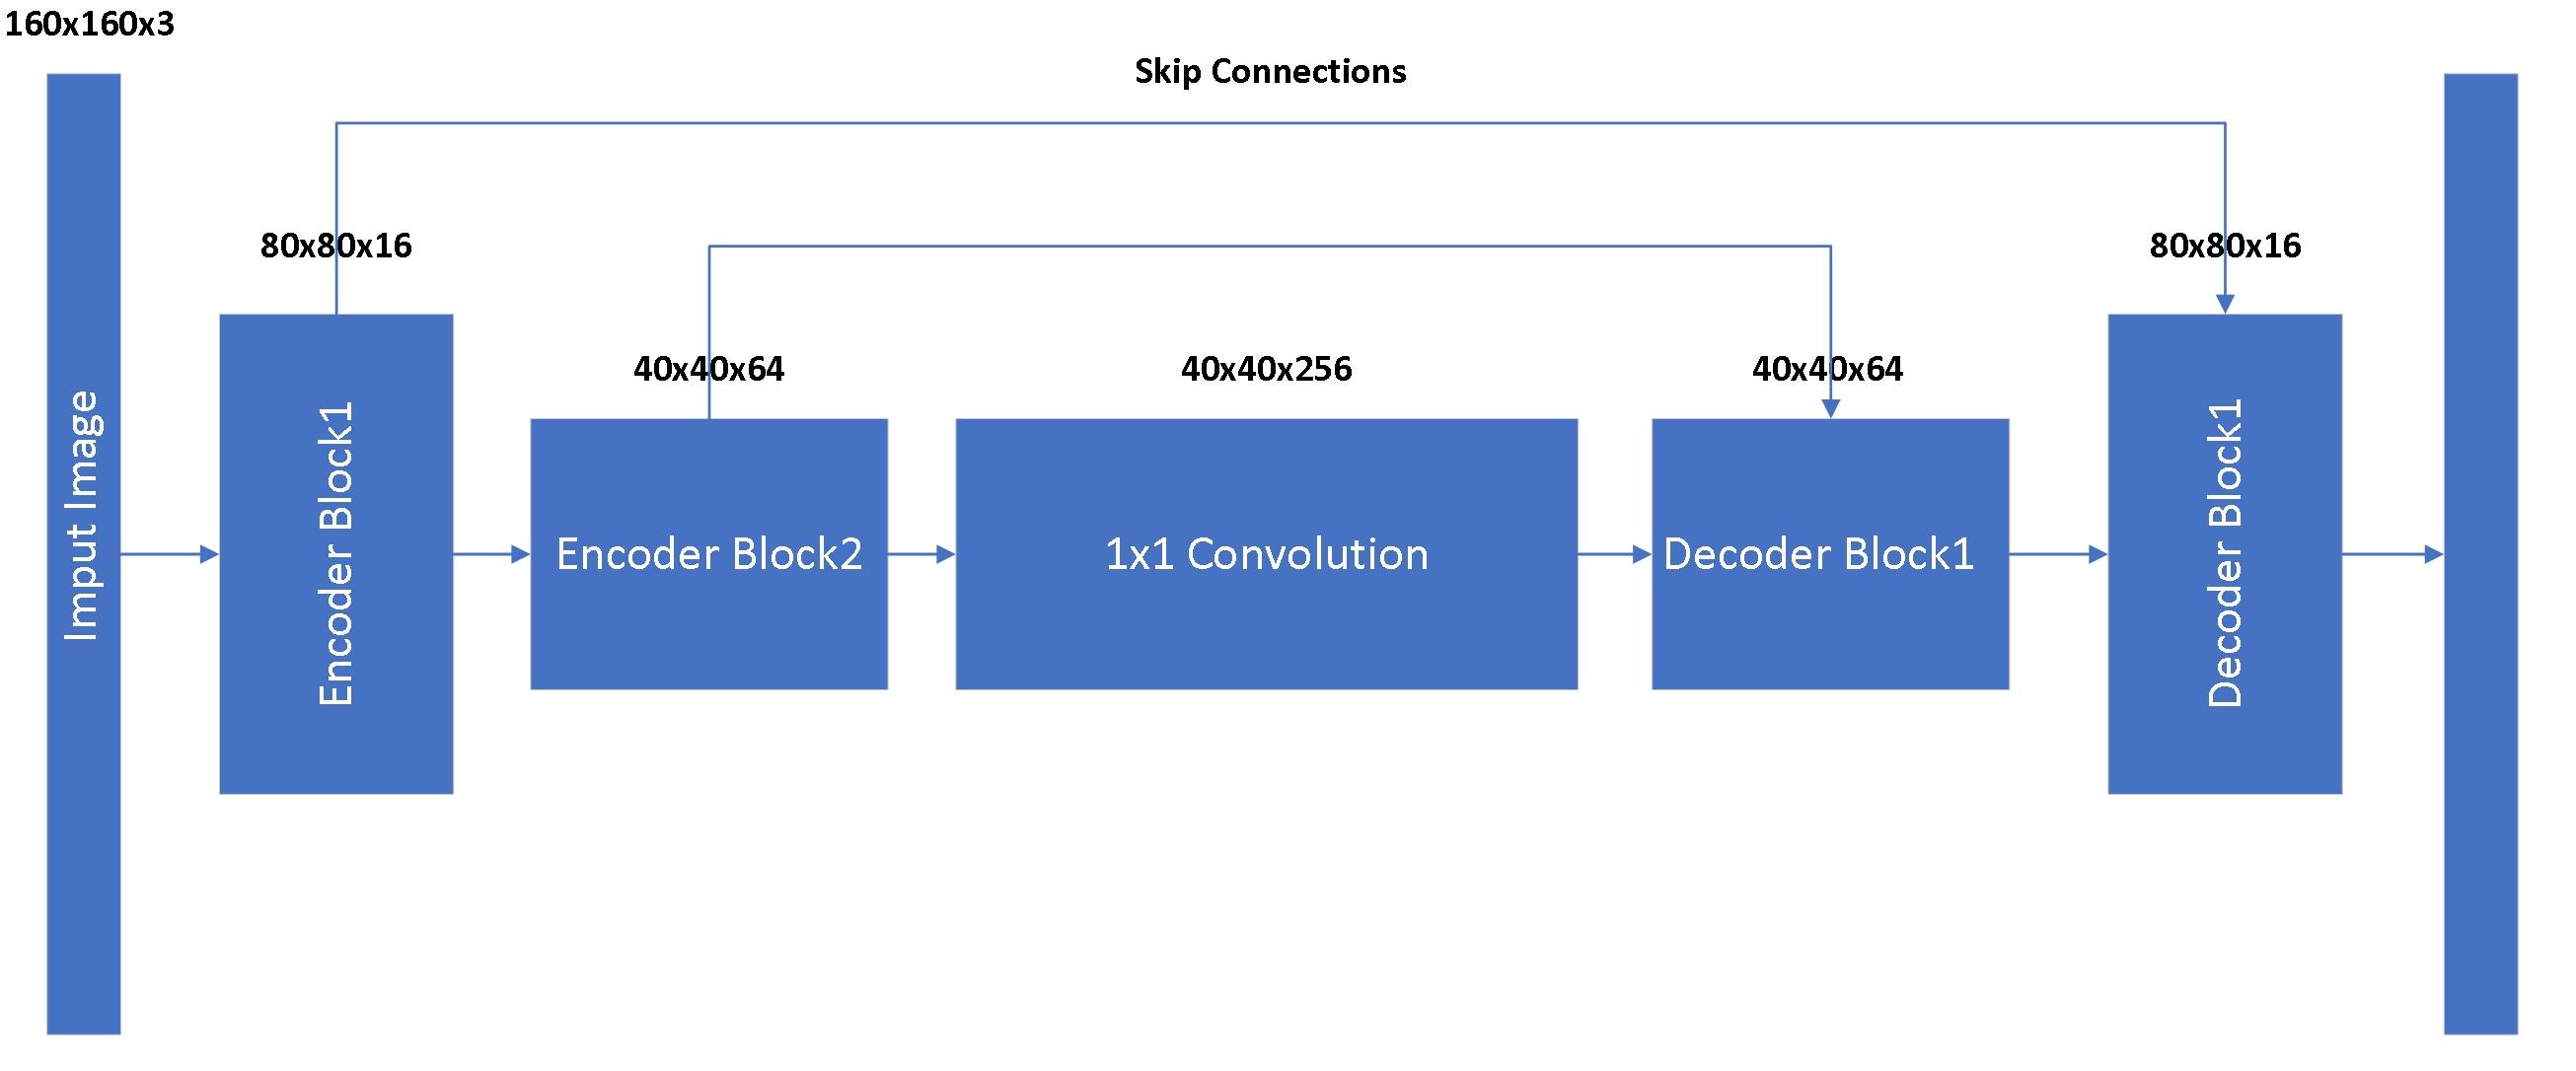 160x160x3
Skip Connections
80x80x16
80x80x16
40x40x64
40x40x256
40x40x64
Imput Image
Encoder Block1
Encoder Block2
1x1 Convolution
Decoder Block1
Decoder Block1